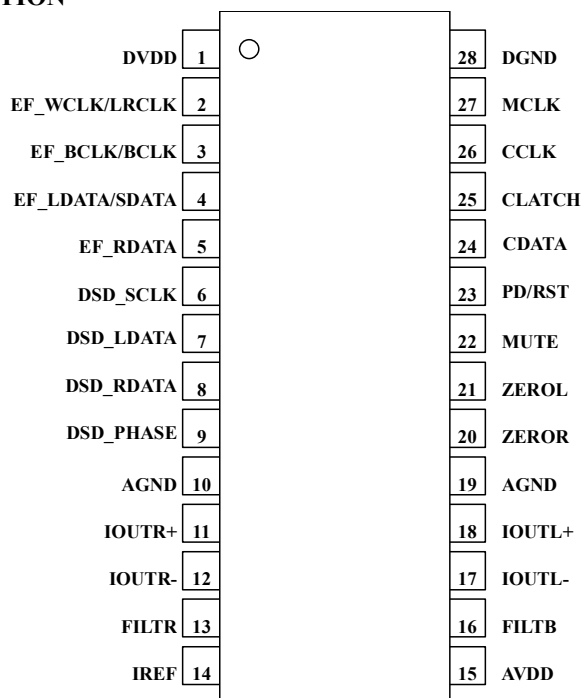 DVDD 1 28 DGND
EF_WCLK/LRCLK 2 27 MCLK
EF_BCLK/BCLK 3 26 CCLK
EF_LDATA/SDATA 4 25 CLATCH
EF_RDATA 5 24 CDATA
DSD_SCLK 6 23 PD/RST
DSD_LDATA 7 22 MUTE
DSD_RDATA 8 21 ZEROL
DSD_PHASE 9 20 ZEROR
AGND 10 19 AGND
IOUTR+ 11 18 IOUTL+
IOUTR- 12 17 IOUTL-
FILTR 13 16 FILTB
IREF 14 15 AVDD